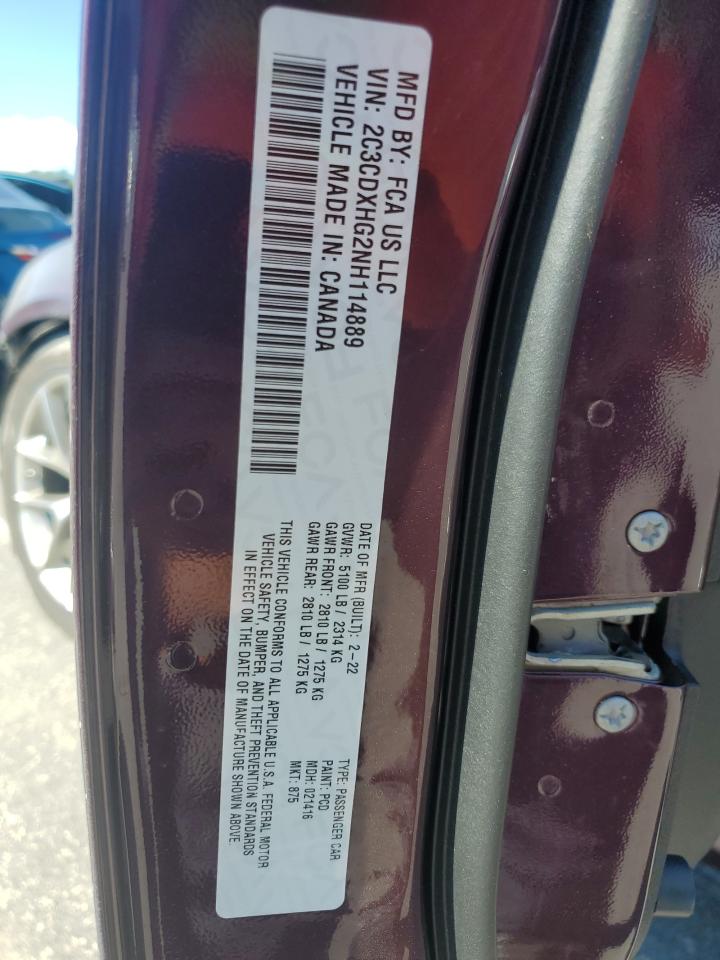 MFD BY: FCA US LLC
VIN: 2C3CDXHG2NH114889
VEHICLE MADE IN: CANADA
DATE OF MFR (BUILT): 2-22
GVWR: 5100 LB / 2314 KG
GAWR FRONT: 2810 LB / 1275 KG
GAWR REAR: 2810 LB / 1275 KG
TYPE: PASSENGER CAR
PAINT: PCD
MDH: 021416
MKT: 875
THIS VEHICLE CONFORMS TO ALL APPLICABLE U.S.A. FEDERAL MOTOR
VEHICLE SAFETY, BUMPER, AND THEFT PREVENTION STANDARDS
IN EFFECT ON THE DATE OF MANUFACTURE SHOWN ABOVE.